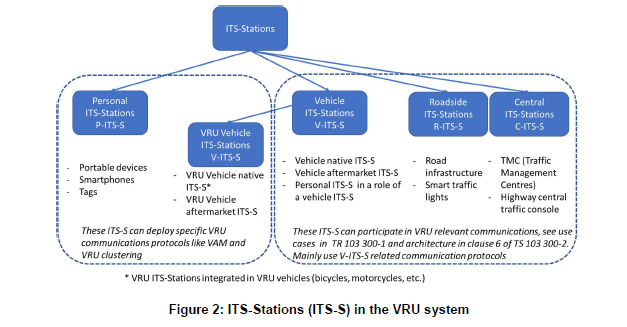 ITS-Stations
Personal
ITS-Stations
P-ITS-S
VRU Vehicle
ITS-Stations
V-ITS-S
Vehicle
ITS-Stations
V-ITS-S
Roadside
ITS-Stations
R-ITS-S
Central
ITS-Stations
C-ITS-S
- Portable devices
- Smartphones
- Tags
- VRU Vehicle native
ITS-S*
- VRU Vehicle
aftermarket ITS-S
- Vehicle native ITS-S
- Vehicle aftermarket ITS-S
- Personal ITS-S in a role of
a vehicle ITS-S
- Road
infrastructure
- Smart traffic
lights
- TMC (Traffic
Management
Centres)
- Highway central
traffic console
These ITS-S can deploy specific VRU
communications protocols like VAM and
VRU clustering
These ITS-S can participate in VRU relevant communications, see use
cases in TR 103 300-1 and architecture in clause 6 of TS 103 300-2.
Mainly use V-ITS-S related communication protocols
* VRU ITS-Stations integrated in VRU vehicles (bicycles, motorcycles, etc.)
Figure 2: ITS-Stations (ITS-S) in the VRU system